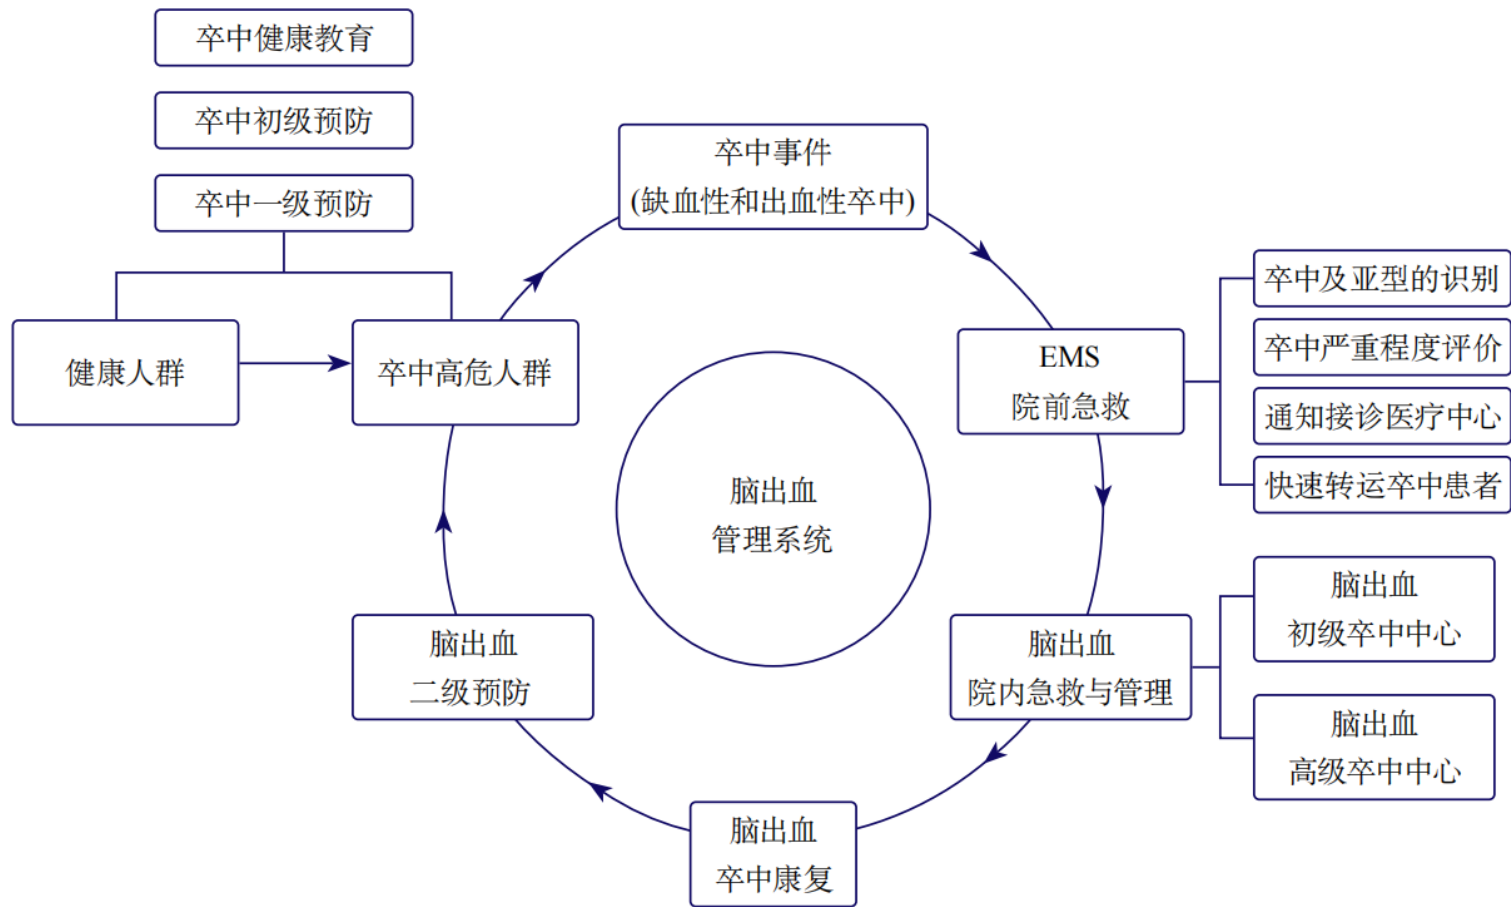 卒中健康教育
卒中初级预防
卒中一级预防
健康人群
卒中高危人群
卒中事件
(缺血性和出血性卒中)
EMS
院前急救
卒中及亚型的识别
卒中严重程度评价
通知接诊医疗中心
快速转运卒中患者
脑出血
管理系统
脑出血
院内急救与管理
脑出血
初级卒中中心
脑出血
高级卒中中心
脑出血
卒中康复
脑出血
二级预防